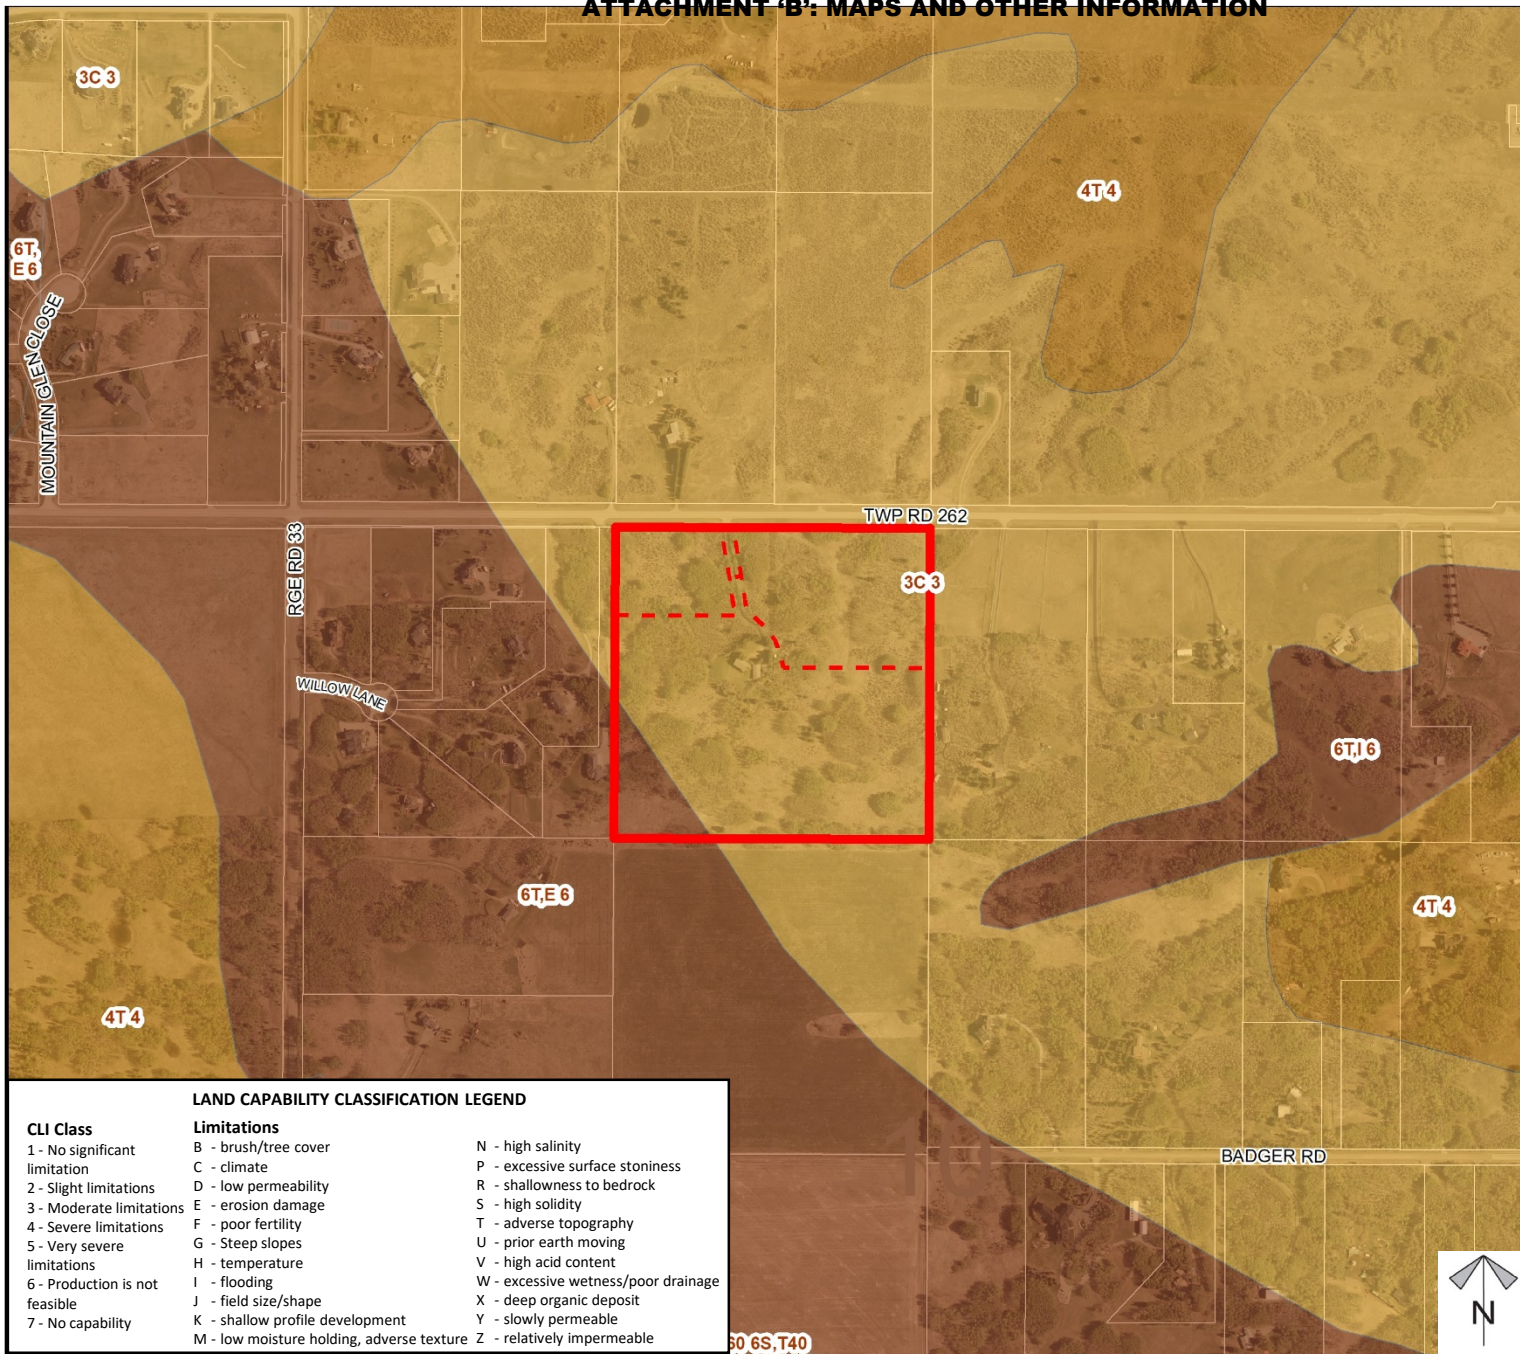 ATTACHMENT ‘B’: MAPS AND OTHER INFORMATION
3C 3
4T 4
6T,
E 6
MOUNTAIN GLEN CLOSE
TWP RD 262
RGE RD 33
3C 3
WILLOW LANE
6T,I 6
6T,E 6
4T 4
4T 4
10
BADGER RD
LAND CAPABILITY CLASSIFICATION LEGEND
CLI Class
1 - No significant
limitation
2 - Slight limitations
3 - Moderate limitations
4 - Severe limitations
5 - Very severe
limitations
6 - Production is not
feasible
7 - No capability
Limitations
B - brush/tree cover
C - climate
D - low permeability
E - erosion damage
F - poor fertility
G - Steep slopes
H - temperature
I - flooding
J - field size/shape
K - shallow profile development
M - low moisture holding, adverse texture
N - high salinity
P - excessive surface stoniness
R - shallowness to bedrock
S - high solidity
T - adverse topography
U - prior earth moving
V - high acid content
W - excessive wetness/poor drainage
X - deep organic deposit
Y - slowly permeable
Z - relatively impermeable
6S,T40
N